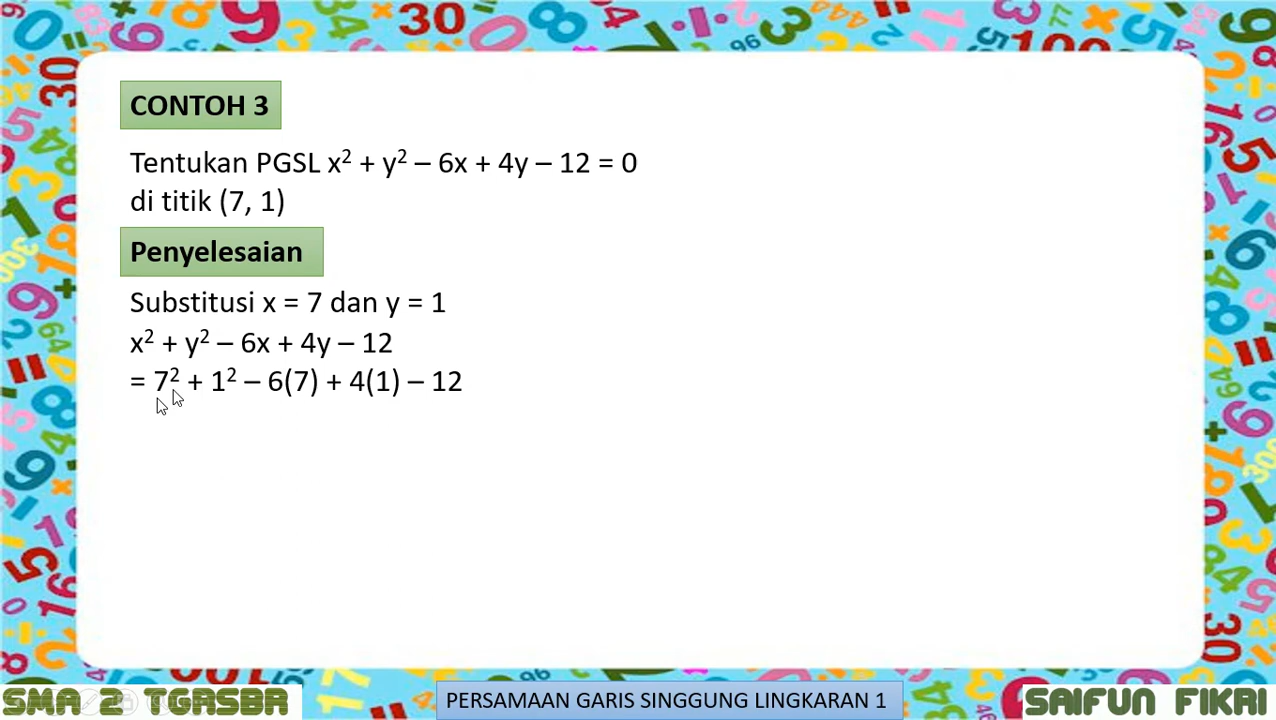 CONTOH 3
Tentukan PGSL x² + y² – 6x + 4y – 12 = 0
di titik (7, 1)
Penyelesaian
Substitusi x = 7 dan y = 1
x² + y² – 6x + 4y – 12
= 7² + 1² – 6(7) + 4(1) – 12
SMA 2 TGRSBR
PERSAMAAN GARIS SINGGUNG LINGKARAN 1
SAIFUN FIKRI